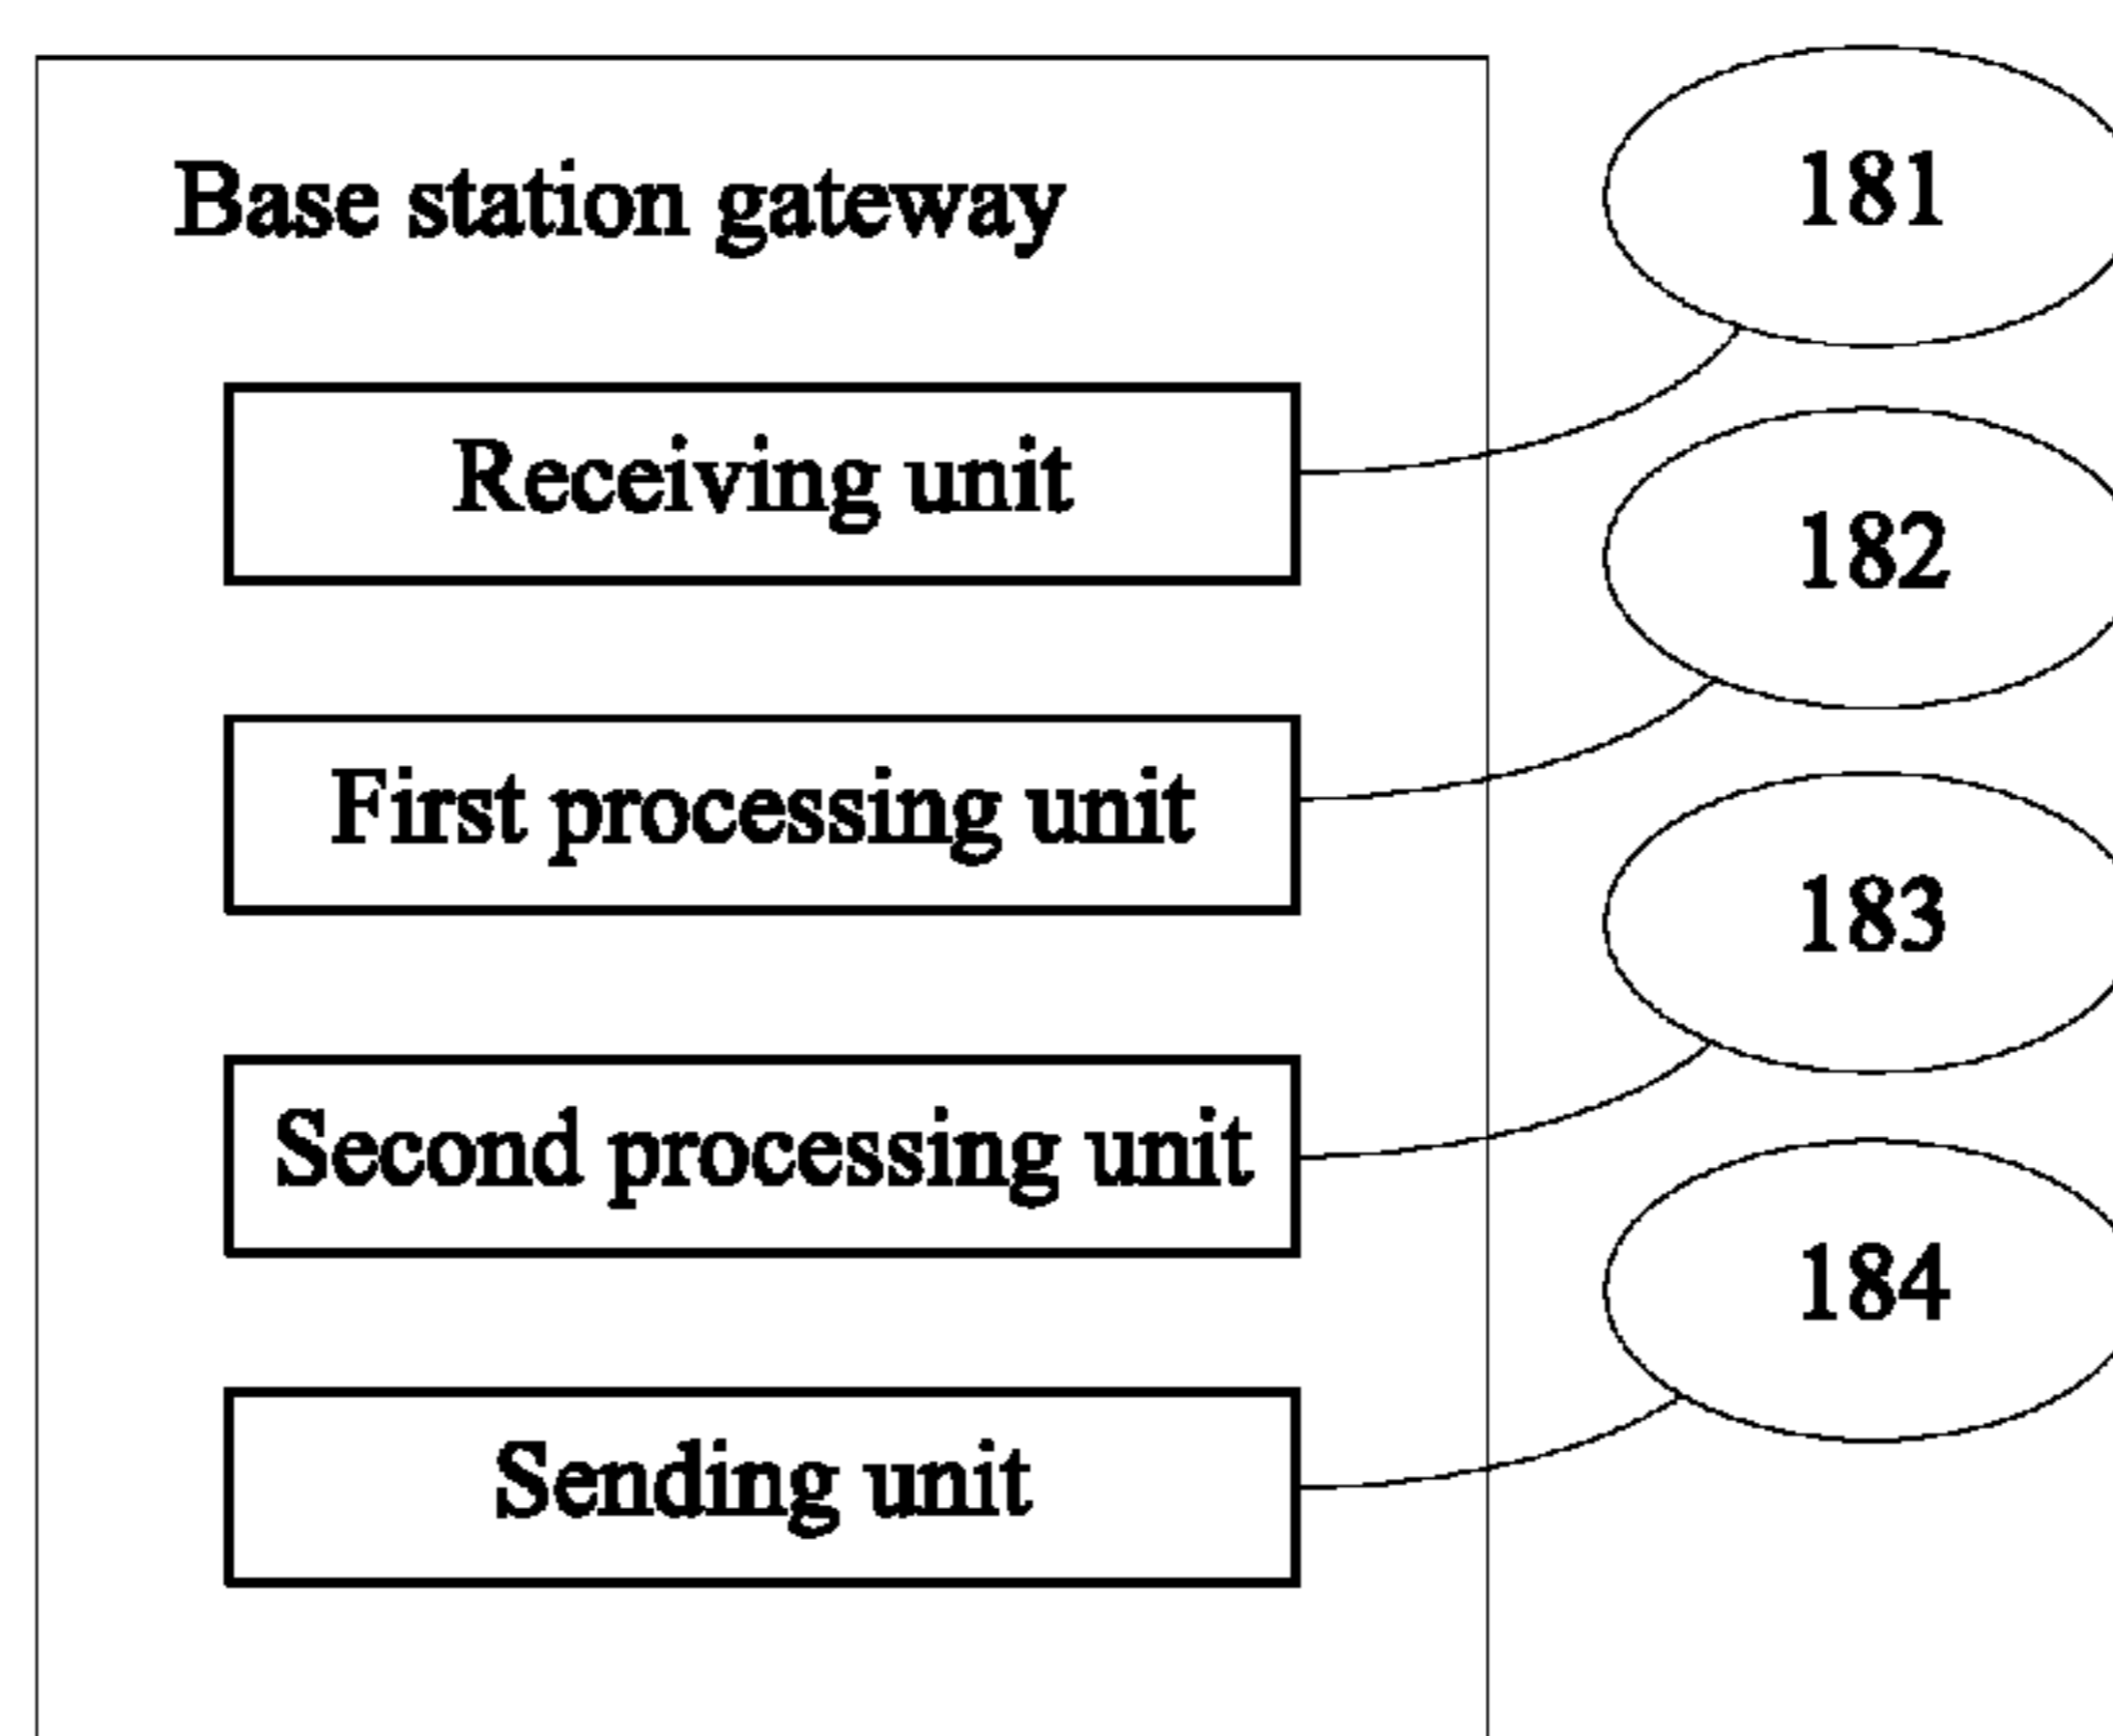 Base station gateway
181
Receiving unit
182
First processing unit
183
Second processing unit
184
Sending unit